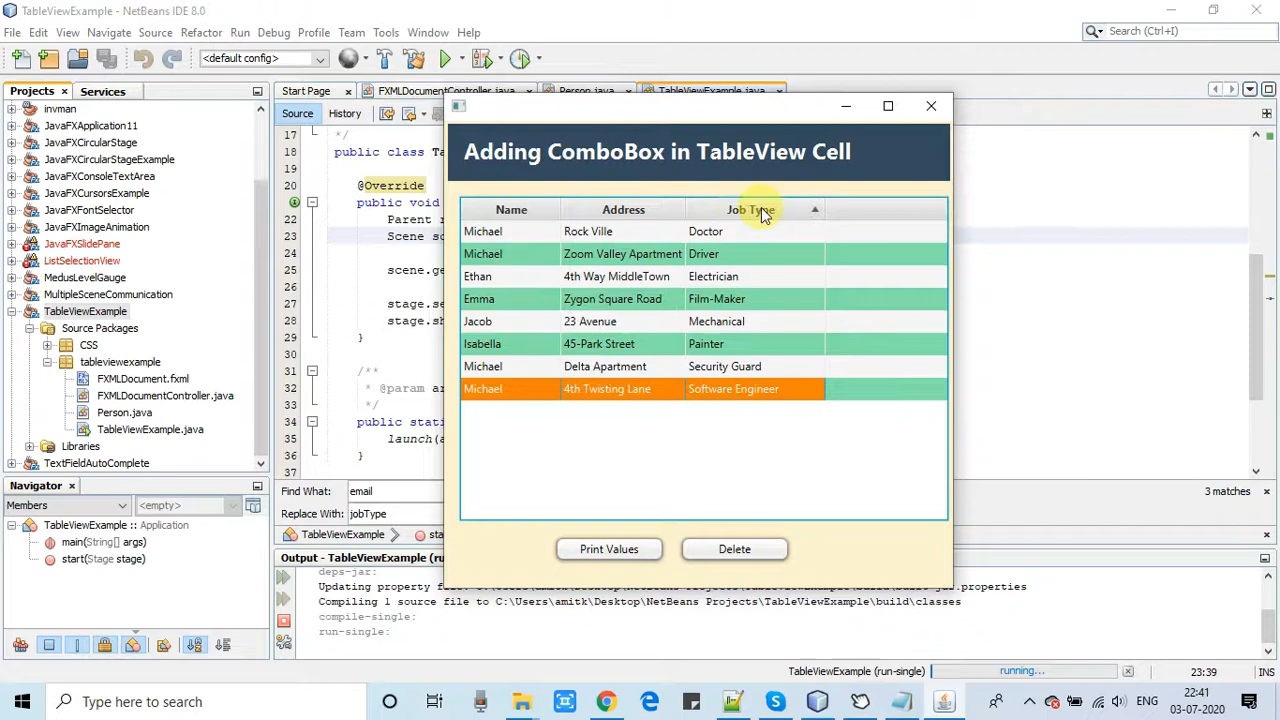 TableViewExample - NetBeans IDE 8.0
File Edit View Navigate Source Refactor Run Debug Profile Team Tools Window Help
Search (Ctrl+I)
<default config>
Projects Services
Start Page FXMLDocumentController.java Person.java TableViewExample.java
Source History
invman
JavaFXApplication11
JavaFXCircularStage
JavaFXCircularStageExample
JavaFXConsoleTextArea
JavaFXCursorsExample
JavaFXFontSelector
JavaFXImageAnimation
JavaFXSlidePane
ListSelectionView
MedusLevelGauge
MultipleSceneCommunication
TableViewExample
Source Packages
CSS
tableviewexample
FXMLDocument.fxml
FXMLDocumentController.java
Person.java
TableViewExample.java
Libraries
TextFieldAutoComplete
17 */
18 public class Ta
19
20 @Override
public void
22 Parent r
23 Scene sc
24
25 scene.ge
26
27 stage.se
28 stage.sh
29 }
30
31 /**
32 * @param ar
33 */
34 public stati
35 launch(a
36 }
37
Adding ComboBox in TableView Cell
Name Address Job Type
Michael Rock Ville Doctor
Michael Zoom Valley Apartment Driver
Ethan 4th Way MiddleTown Electrician
Emma Zygon Square Road Film-Maker
Jacob 23 Avenue Mechanical
Isabella 45-Park Street Painter
Michael Delta Apartment Security Guard
Michael 4th Twisting Lane Software Engineer
Print Values Delete
Navigator
Members <empty>
TableViewExample :: Application
main(String[] args)
start(Stage stage)
Find What: email
3 matches
Replace With: jobType
TableViewExample
Output - TableViewExample (ru
deps-jar:
Updating property file:
Compiling 1 source file to C:\Users\amitk\Desktop\NetBeans Projects\TableViewExample\build\classes
compile-single:
run-single:
TableViewExample (run-single) running... 23:39 INS
Type here to search
ENG 22:41
03-07-2020